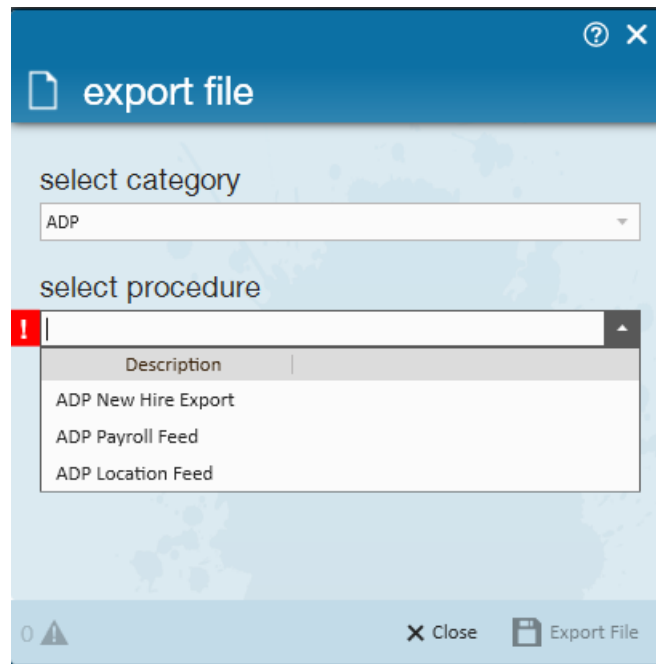 export file
select category
ADP
select procedure
!
Description
ADP New Hire Export
ADP Payroll Feed
ADP Location Feed
0
Close
Export File